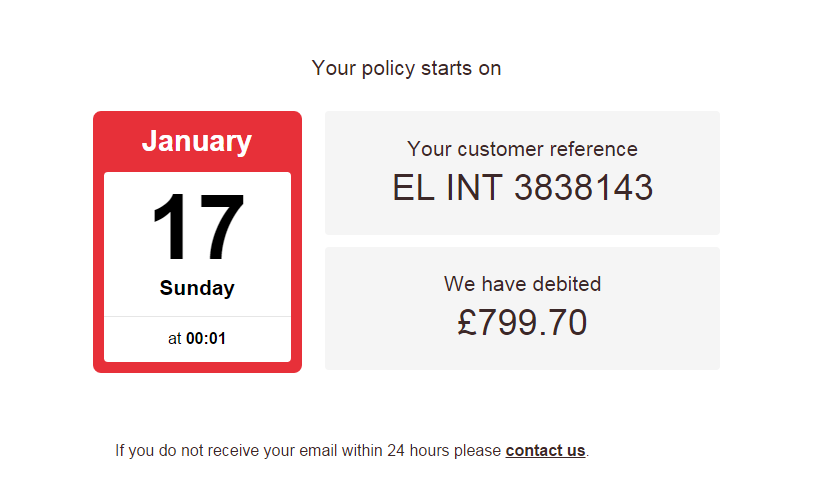 Your policy starts on
January
17
Sunday
at 00:01
Your customer reference
EL INT 3838143
We have debited
£799.70
If you do not receive your email within 24 hours please contact us.